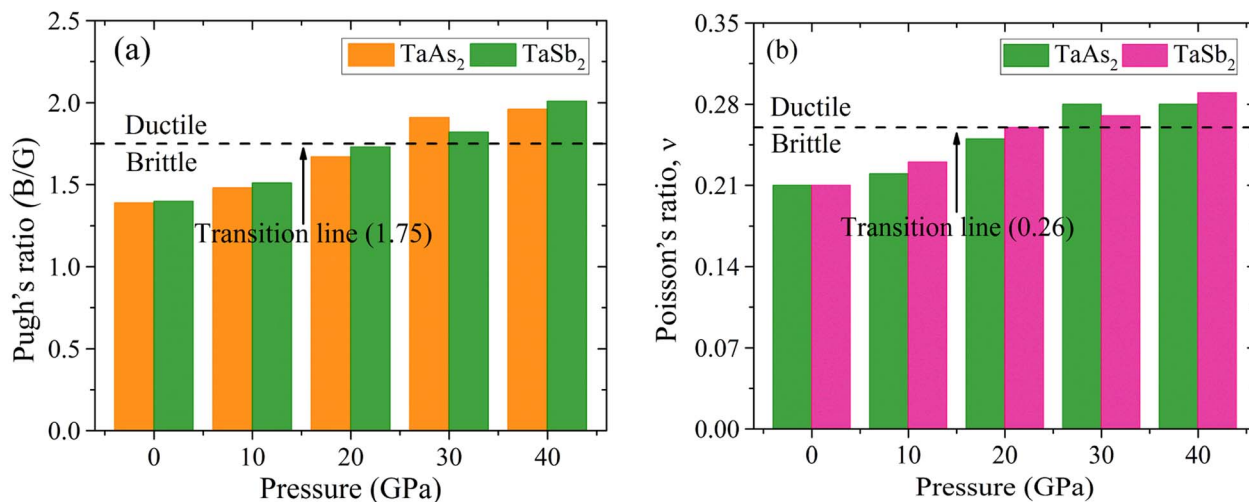 (a)
TaAs₂
TaSb₂
Ductile
Brittle
Transition line (1.75)
Pugh's ratio (B/G)
2.5
2.0
1.5
1.0
0.5
0.0
0 10 20 30 40
Pressure (GPa)
(b)
TaAs₂
TaSb₂
Ductile
Brittle
Transition line (0.26)
Poisson's ratio, ν
0.35
0.28
0.21
0.14
0.07
0.00
0 10 20 30 40
Pressure (GPa)